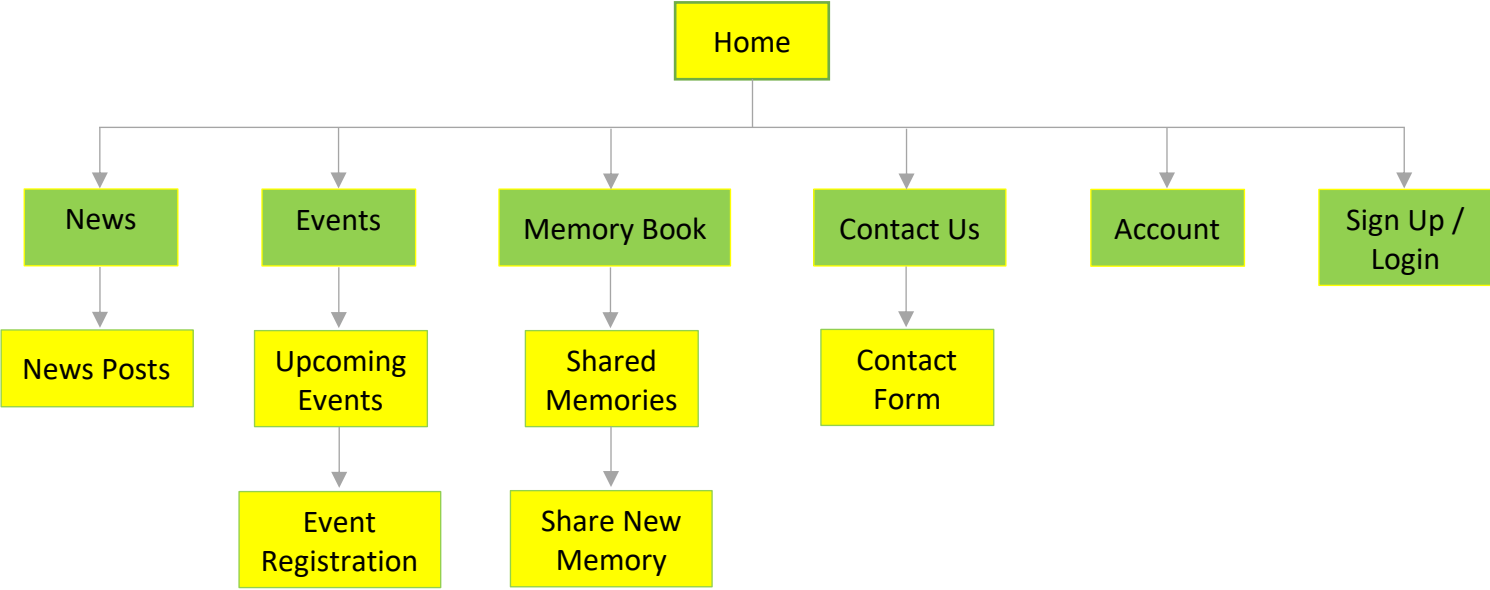 Home
News
Events
Memory Book
Contact Us
Account
Sign Up /
Login
News Posts
Upcoming
Events
Shared
Memories
Contact
Form
Event
Registration
Share New
Memory